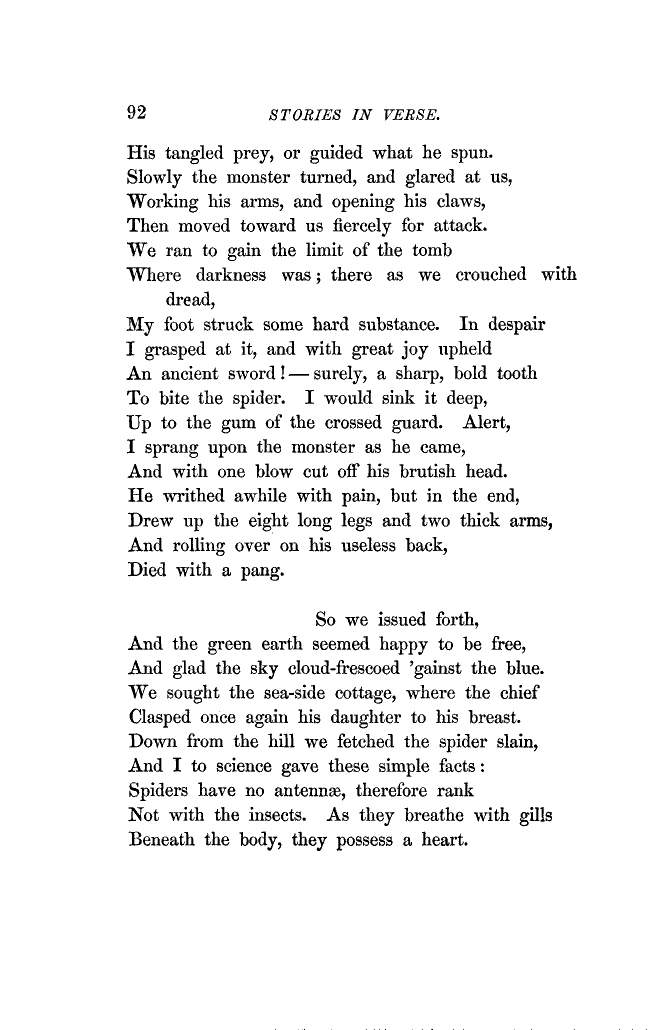 92 STORIES IN VERSE.
His tangled prey, or guided what he spun.
Slowly the monster turned, and glared at us,
Working his arms, and opening his claws,
Then moved toward us fiercely for attack.
We ran to gain the limit of the tomb
Where darkness was; there as we crouched with
dread,
My foot struck some hard substance. In despair
I grasped at it, and with great joy upheld
An ancient sword!—surely, a sharp, bold tooth
To bite the spider. I would sink it deep,
Up to the gum of the crossed guard. Alert,
I sprang upon the monster as he came,
And with one blow cut off his brutish head.
He writhed awhile with pain, but in the end,
Drew up the eight long legs and two thick arms,
And rolling over on his useless back,
Died with a pang.
So we issued forth,
And the green earth seemed happy to be free,
And glad the sky cloud-frescoed 'gainst the blue.
We sought the sea-side cottage, where the chief
Clasped once again his daughter to his breast.
Down from the hill we fetched the spider slain,
And I to science gave these simple facts:
Spiders have no antennæ, therefore rank
Not with the insects. As they breathe with gills
Beneath the body, they possess a heart.